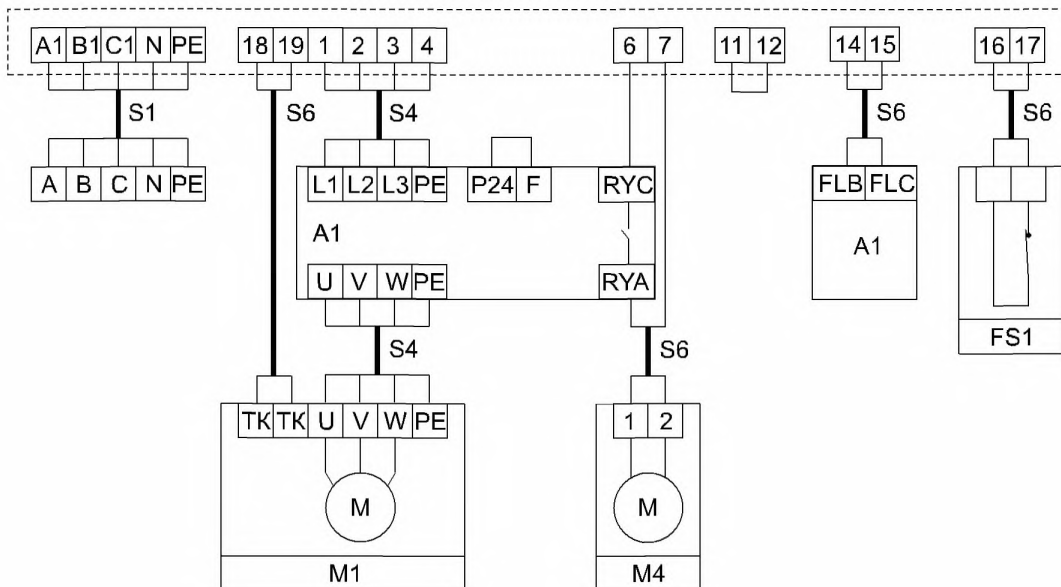 A1 B1 C1 N PE 18 19 1 2 3 4 6 7 11 12 14 15 16 17
S1 S6 S4 S6 S6
A B C N PE L1 L2 L3 PE P24 F RYC FLB FLC
A1 A1
U V W PE RYA
FS1
S4 S6
ТК ТК U V W PE 1 2
M M
M1 M4